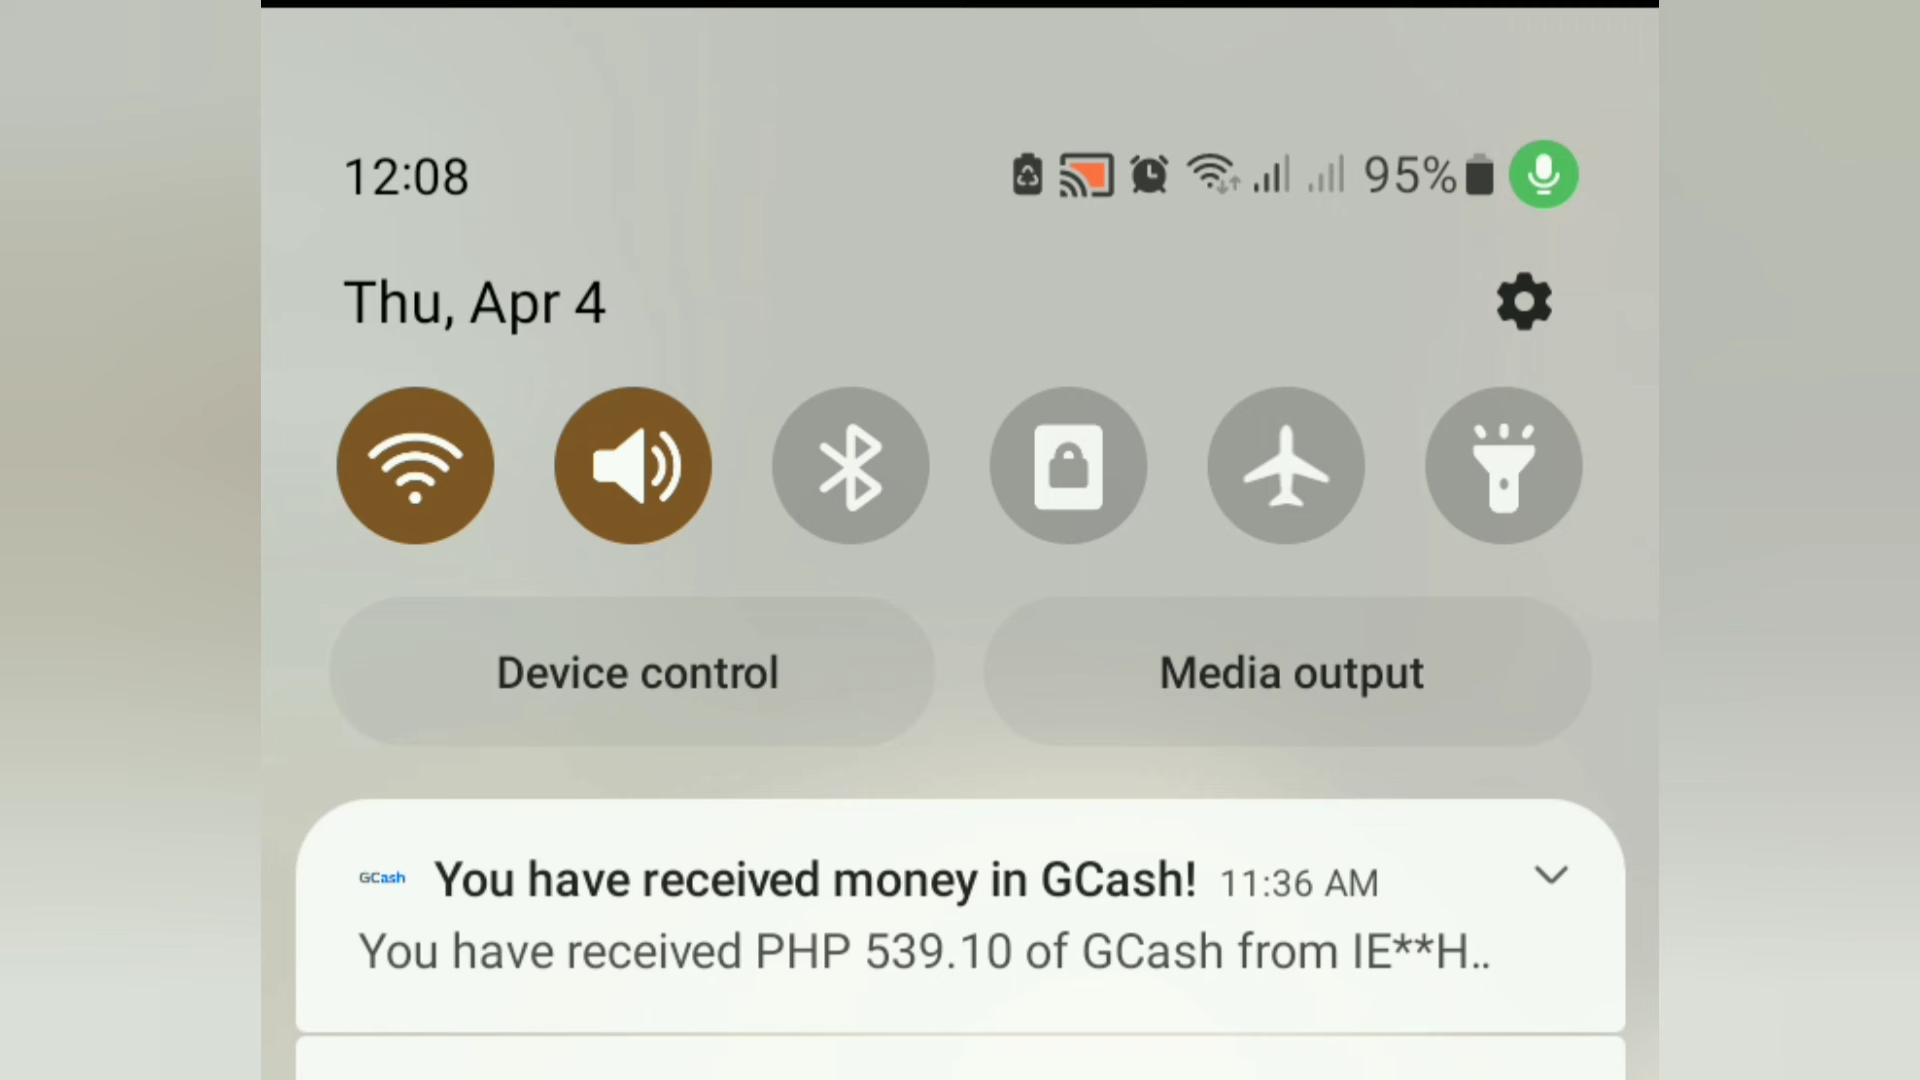 12:08 95%
Thu, Apr 4
Device control Media output
GCash You have received money in GCash! 11:36 AM
You have received PHP 539.10 of GCash from IE**H..